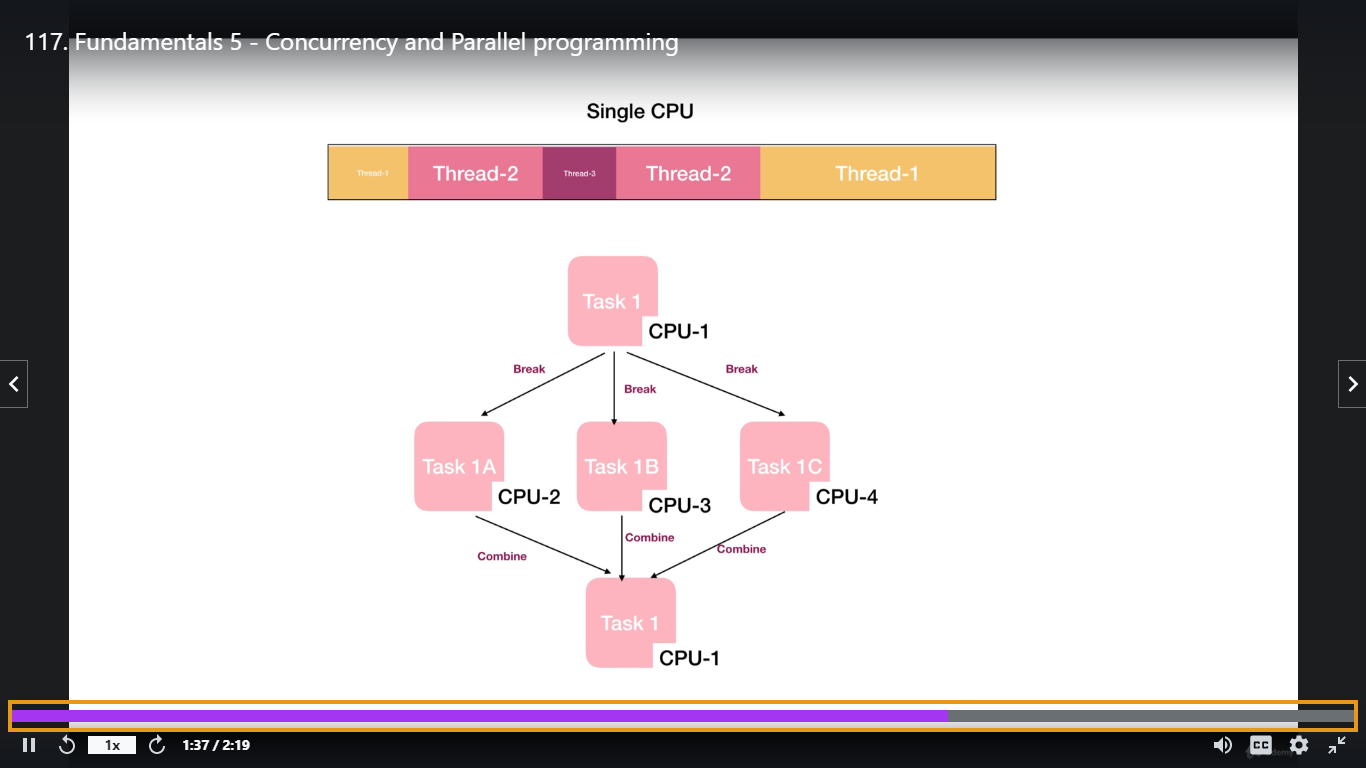 117. Fundamentals 5 - Concurrency and Parallel programming
Single CPU
Thread-1 Thread-2 Thread-3 Thread-2 Thread-1
Task 1
CPU-1
Break Break Break
Task 1A Task 1B Task 1C
CPU-2 CPU-3 CPU-4
Combine Combine Combine
Task 1
CPU-1
1x 1:37 / 2:19 CC